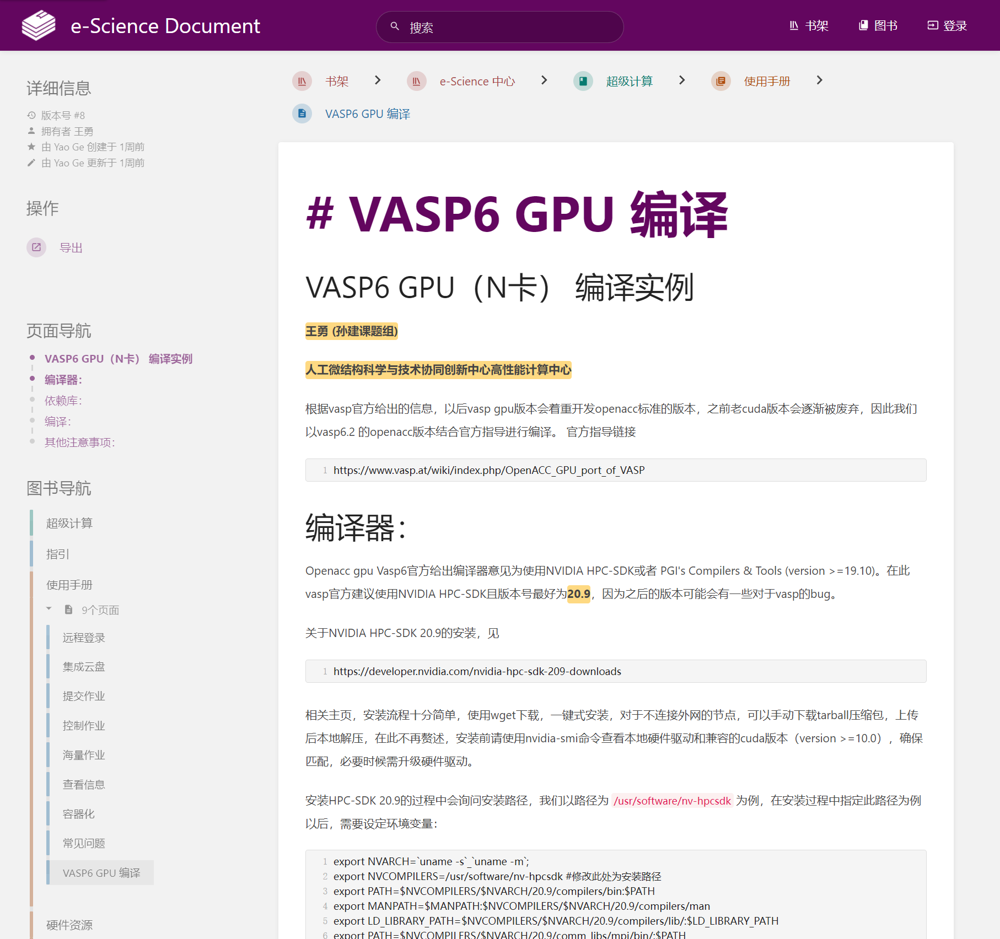 e-Science Document
搜索
书架
图书
登录
详细信息
版本号 #8
拥有者 王勇
由 Yao Ge 创建于 1周前
由 Yao Ge 更新于 1周前
操作
导出
页面导航
VASP6 GPU（N卡） 编译实例
编译器：
依赖库：
编译：
其他注意事项：
图书导航
超级计算
指引
使用手册
9个页面
远程登录
集成云盘
提交作业
控制作业
海量作业
查看信息
容器化
常见问题
VASP6 GPU 编译
硬件资源
书架
e-Science 中心
超级计算
使用手册
VASP6 GPU 编译
# VASP6 GPU 编译
VASP6 GPU（N卡） 编译实例
王勇 (孙建课题组)
人工微结构科学与技术协同创新中心高性能计算中心
根据vasp官方给出的信息，以后vasp gpu版本会着重开发openacc标准的版本，之前老cuda版本会逐渐被废弃，因此我们
以vasp6.2 的openacc版本结合官方指导进行编译。 官方指导链接
1 https://www.vasp.at/wiki/index.php/OpenACC_GPU_port_of_VASP
编译器：
Openacc gpu Vasp6官方给出编译器意见为使用NVIDIA HPC-SDK或者 PGI's Compilers & Tools (version >=19.10)。在此
vasp官方建议使用NVIDIA HPC-SDK且版本号最好为20.9，因为之后的版本可能会有一些对于vasp的bug。
关于NVIDIA HPC-SDK 20.9的安装，见
1 https://developer.nvidia.com/nvidia-hpc-sdk-209-downloads
相关主页，安装流程十分简单，使用wget下载，一键式安装，对于不连接外网的节点，可以手动下载tarball压缩包，上传
后本地解压，在此不再赘述，安装前请使用nvidia-smi命令查看本地硬件驱动和兼容的cuda版本（version >=10.0），确保
匹配，必要时候需升级硬件驱动。
安装HPC-SDK 20.9的过程中会询问安装路径，我们以路径为 /usr/software/nv-hpcsdk 为例，在安装过程中指定此路径为例
以后，需要设定环境变量：
1 export NVARCH=`uname -s`_`uname -m`;
2 export NVCOMPILERS=/usr/software/nv-hpcsdk #修改此处为安装路径
3 export PATH=$NVCOMPILERS/$NVARCH/20.9/compilers/bin:$PATH
4 export MANPATH=$MANPATH:$NVCOMPILERS/$NVARCH/20.9/compilers/man
5 export LD_LIBRARY_PATH=$NVCOMPILERS/$NVARCH/20.9/compilers/lib/:$LD_LIBRARY_PATH
6 export PATH=$NVCOMPILERS/$NVARCH/20.9/comm_libs/mpi/bin/:$PATH